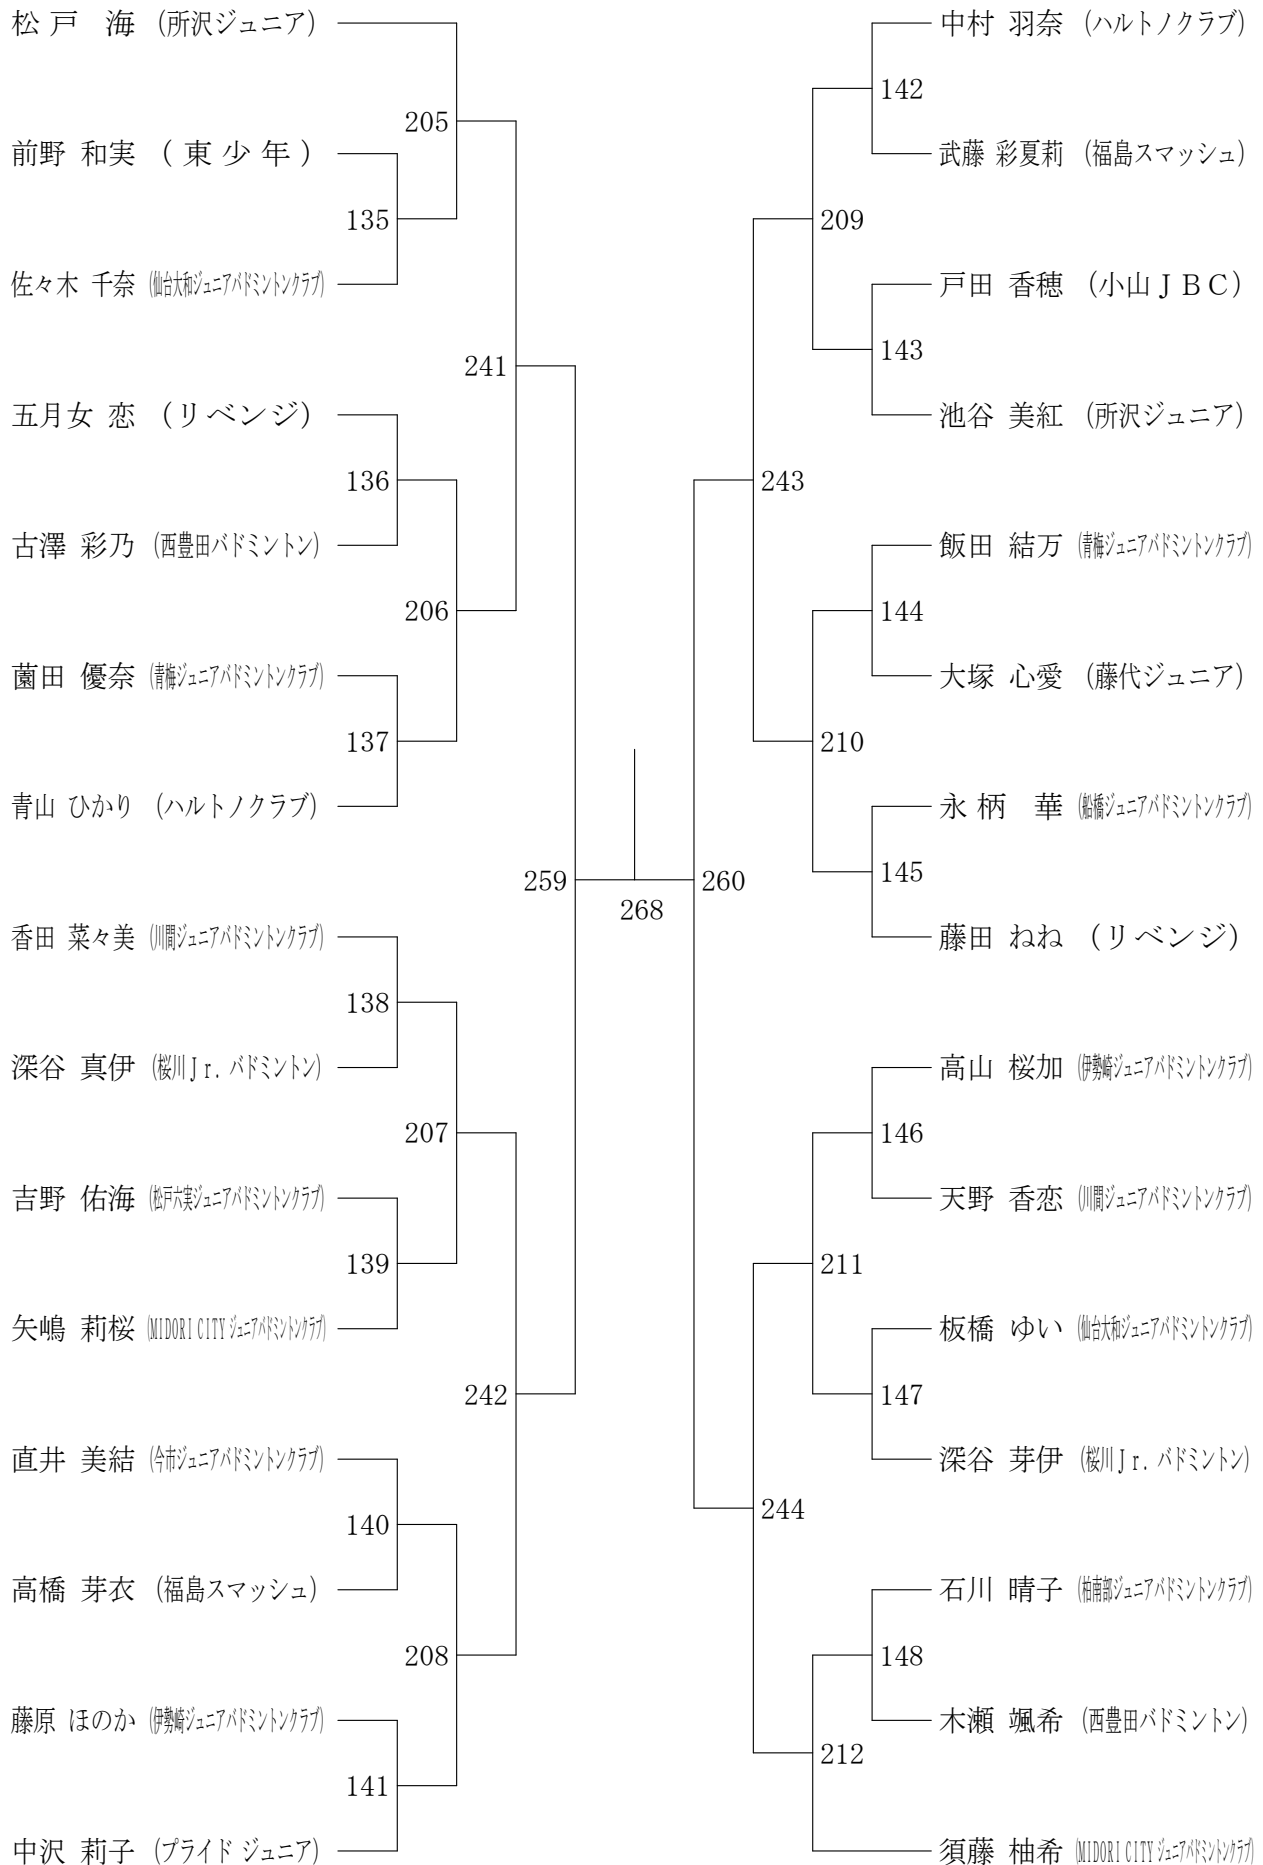 松戸 海 (所沢ジュニア)
205
前野 和実 (東少年)
135
佐々木 千奈 (仙台大和ジュニアバドミントンクラブ)
241
五月女 恋 (リベンジ)
136
古澤 彩乃 (西豊田バドミントン)
206
薗田 優奈 (青梅ジュニアバドミントンクラブ)
137
青山 ひかり (ハルトノクラブ)
259
香田 菜々美 (川間ジュニアバドミントンクラブ)
138
深谷 真伊 (桜川Jr.バドミントン)
207
吉野 佑海 (松戸六実ジュニアバドミントンクラブ)
139
矢嶋 莉桜 (MIDORI CITYジュニアバドミントンクラブ)
242
直井 美結 (今市ジュニアバドミントンクラブ)
140
高橋 芽衣 (福島スマッシュ)
208
藤原 ほのか (伊勢崎ジュニアバドミントンクラブ)
141
中沢 莉子 (プライド ジュニア)
268
中村 羽奈 (ハルトノクラブ)
142
武藤 彩夏莉 (福島スマッシュ)
209
戸田 香穂 (小山JBC)
143
池谷 美紅 (所沢ジュニア)
243
飯田 結万 (青梅ジュニアバドミントンクラブ)
144
大塚 心愛 (藤代ジュニア)
210
永柄 華 (船橋ジュニアバドミントンクラブ)
145
藤田 ねね (リベンジ)
260
高山 桜加 (伊勢崎ジュニアバドミントンクラブ)
146
天野 香恋 (川間ジュニアバドミントンクラブ)
211
板橋 ゆい (仙台大和ジュニアバドミントンクラブ)
147
深谷 芽伊 (桜川Jr.バドミントン)
244
石川 晴子 (柏南部ジュニアバドミントンクラブ)
148
木瀬 颯希 (西豊田バドミントン)
212
須藤 柚希 (MIDORI CITYジュニアバドミントンクラブ)